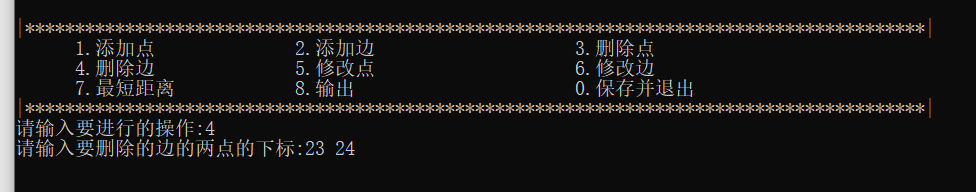 |******************************************************************************************|
1.添加点 2.添加边 3.删除点
4.删除边 5.修改点 6.修改边
7.最短距离 8.输出 0.保存并退出
|******************************************************************************************|
请输入要进行的操作:4
请输入要删除的边的两点的下标:23 24